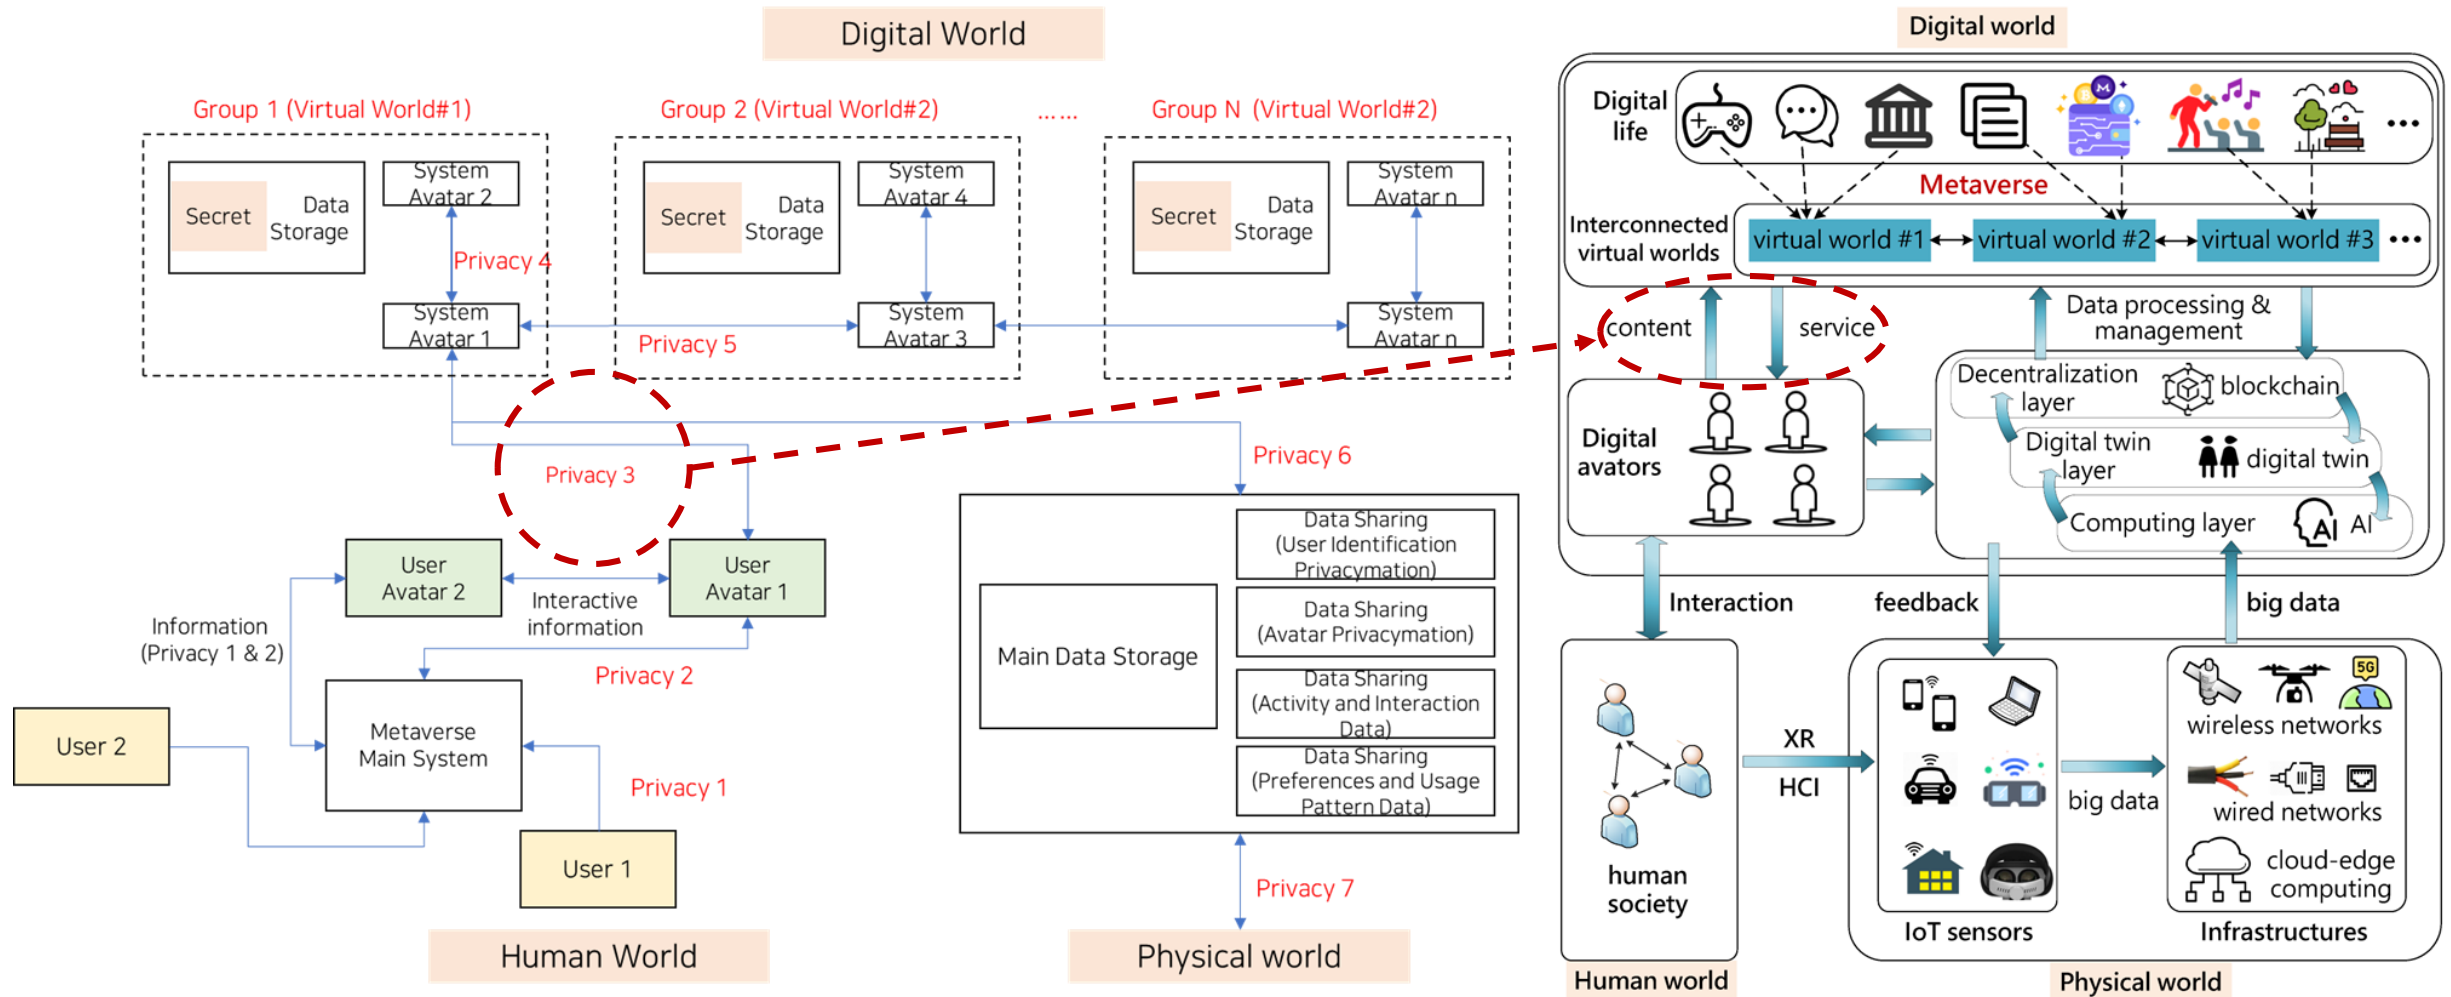 Digital World
Group 1 (Virtual World#1)
Group 2 (Virtual World#2)
......
Group N (Virtual World#2)
Secret
Data
Storage
System
Avatar 2
Privacy 4
System
Avatar 1
Secret
Data
Storage
System
Avatar 4
System
Avatar 3
Privacy 5
Secret
Data
Storage
System
Avatar n
System
Avatar n
Privacy 3
Privacy 6
User
Avatar 2
User
Avatar 1
Interactive
information
Information
(Privacy 1 & 2)
Privacy 2
Metaverse
Main System
User 2
Privacy 1
User 1
Human World
Main Data Storage
Data Sharing
(User Identification
Privacymation)
Data Sharing
(Avatar Privacymation)
Data Sharing
(Activity and Interaction
Data)
Data Sharing
(Preferences and Usage
Pattern Data)
Privacy 7
Physical world
Digital world
Digital
life
...
Metaverse
Interconnected
virtual worlds
virtual world #1
virtual world #2
virtual world #3
...
content
service
Data processing &
management
Digital
avators
Decentralization
layer
blockchain
Digital twin
layer
digital twin
Computing layer
AI
AI
Interaction
feedback
big data
human
society
XR
HCI
IoT sensors
big data
5G
wireless networks
wired networks
cloud-edge
computing
Infrastructures
Human world
Physical world